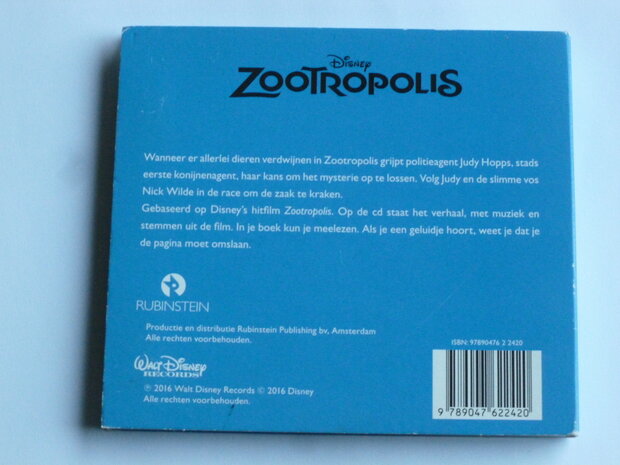 Disney
ZOOTROPOLIS
Wanneer er allerlei dieren verdwijnen in Zootropolis grijpt politieagent Judy Hopps, stads
eerste konijnenagent, haar kans om het mysterie op te lossen. Volg Judy en de slimme vos
Nick Wilde in de race om de zaak te kraken.
Gebaseerd op Disney's hitfilm Zootropolis. Op de cd staat het verhaal, met muziek en
stemmen uit de film. In je boek kun je meelezen. Als je een geluidje hoort, weet je dat je
de pagina moet omslaan.
RUBINSTEIN
Productie en distributie Rubinstein Publishing bv, Amsterdam
Alle rechten voorbehouden.
WALT DISNEY
RECORDS
℗ 2016 Walt Disney Records © 2016 Disney
Alle rechten voorbehouden.
ISBN: 97890476 2 2420
9 789047 622420